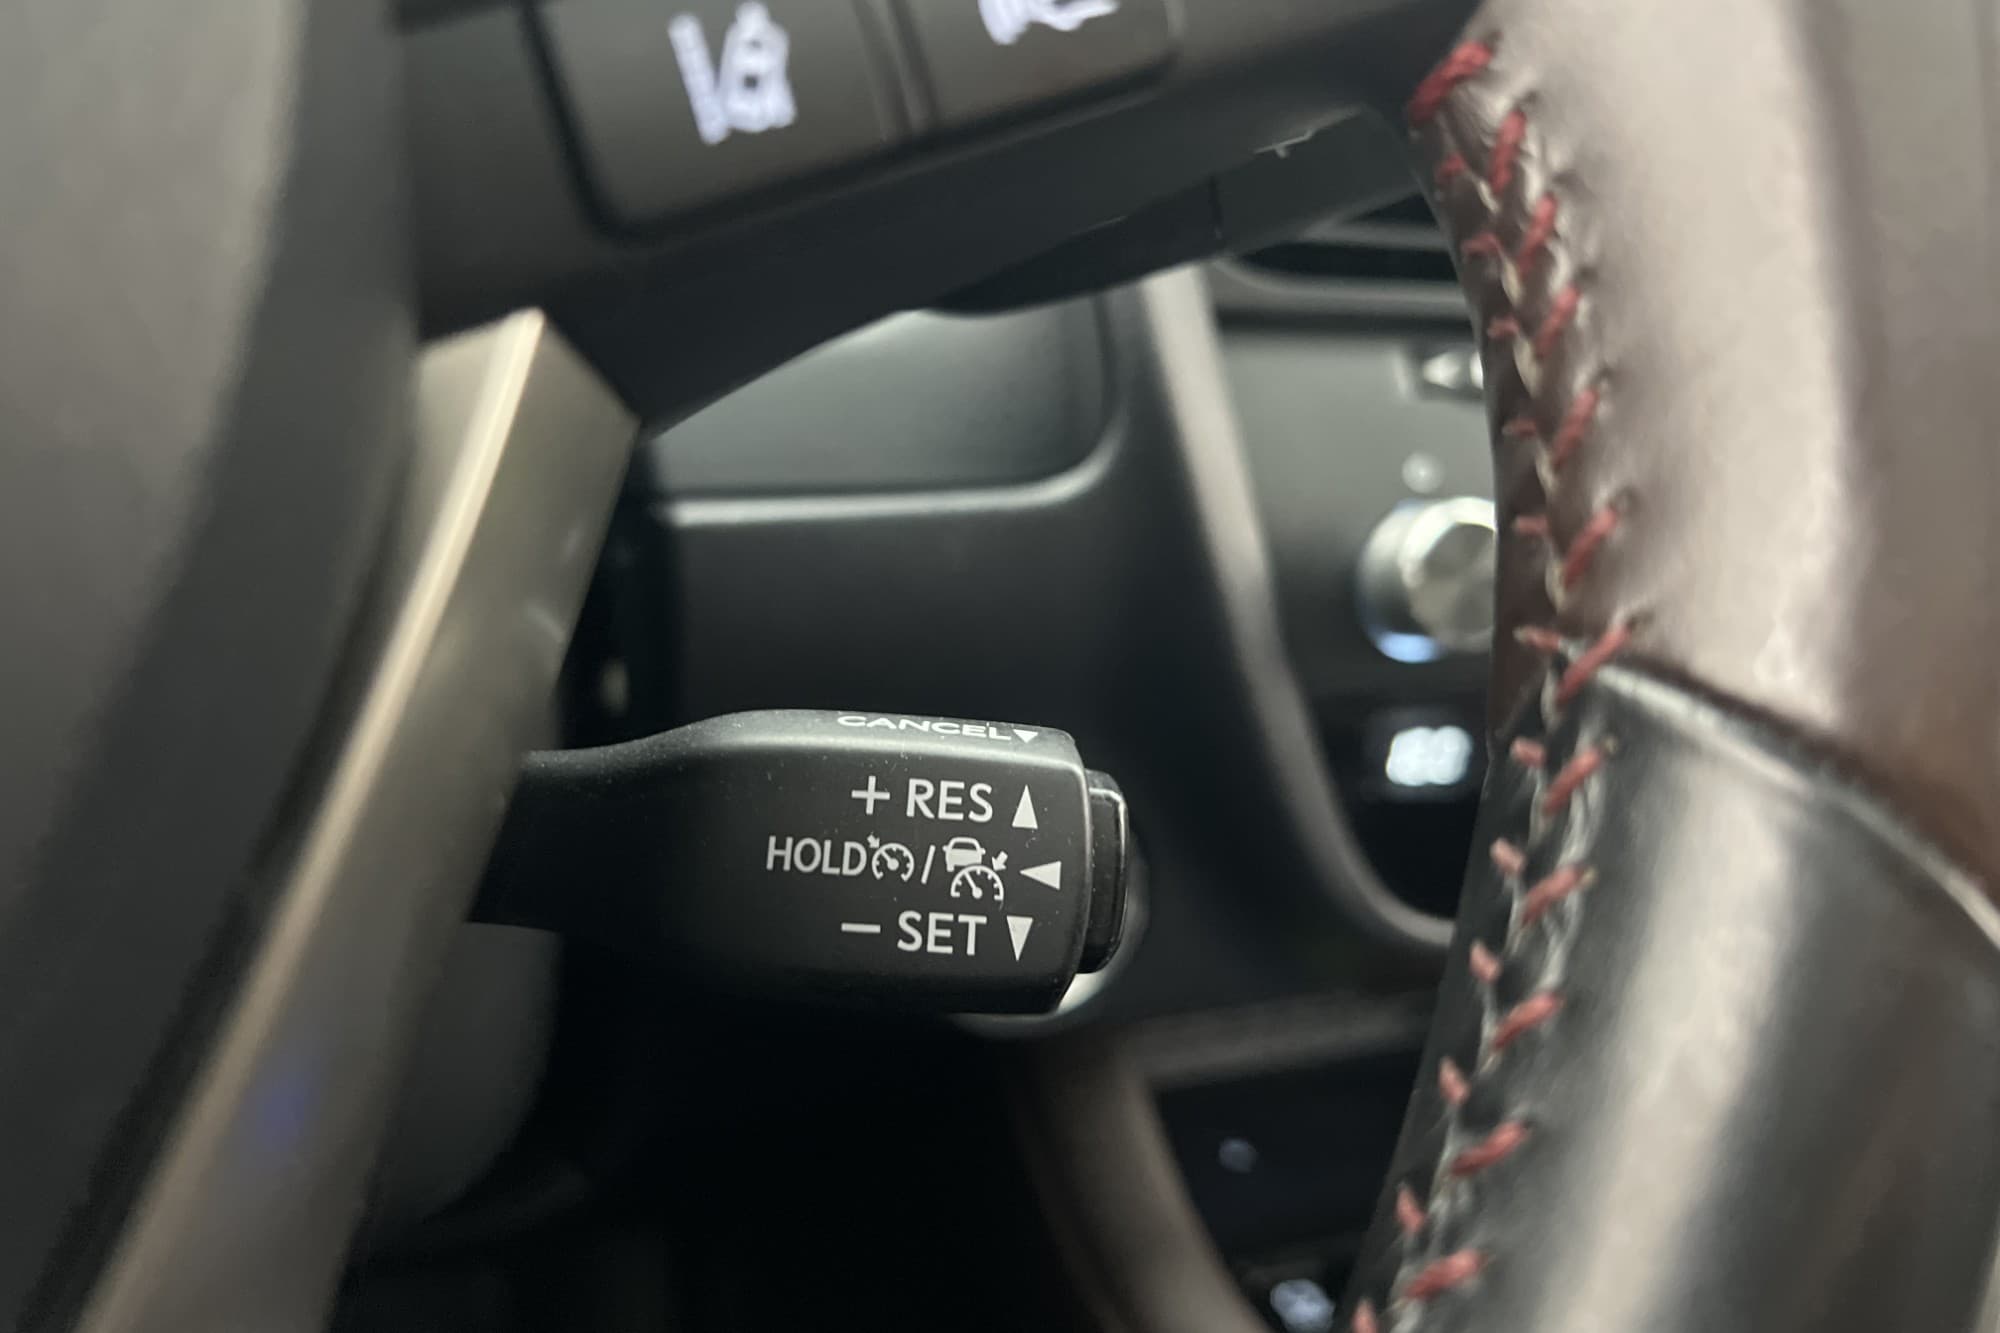 CANCEL▼
+ RES ▲
HOLD / ◀
− SET ▼